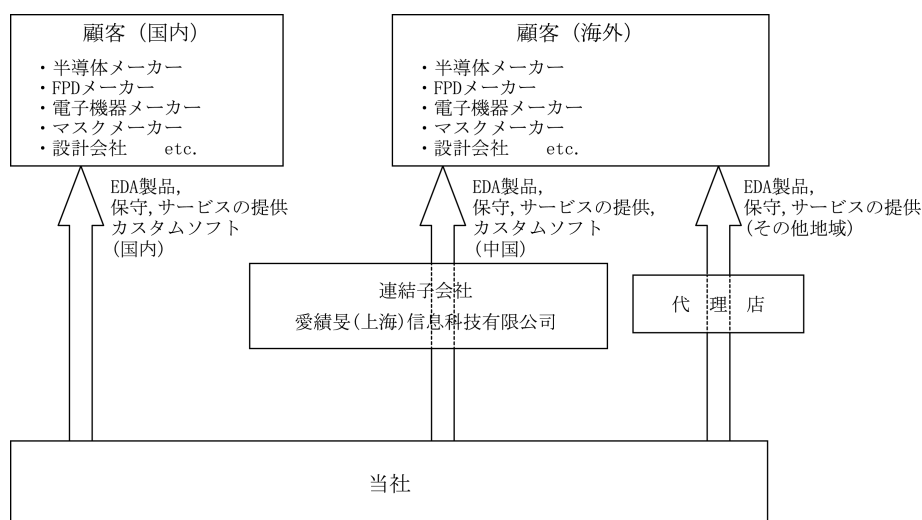 顧客（国内）
・半導体メーカー
・FPDメーカー
・電子機器メーカー
・マスクメーカー
・設計会社　　etc.
顧客（海外）
・半導体メーカー
・FPDメーカー
・電子機器メーカー
・マスクメーカー
・設計会社　　etc.
EDA製品,
保守,サービスの提供
カスタムソフト
(国内)
EDA製品,
保守,サービスの提供,
カスタムソフト
(中国)
EDA製品,
保守,サービスの提供
(その他地域)
連結子会社
愛績旻(上海)信息科技有限公司
代　理　店
当社